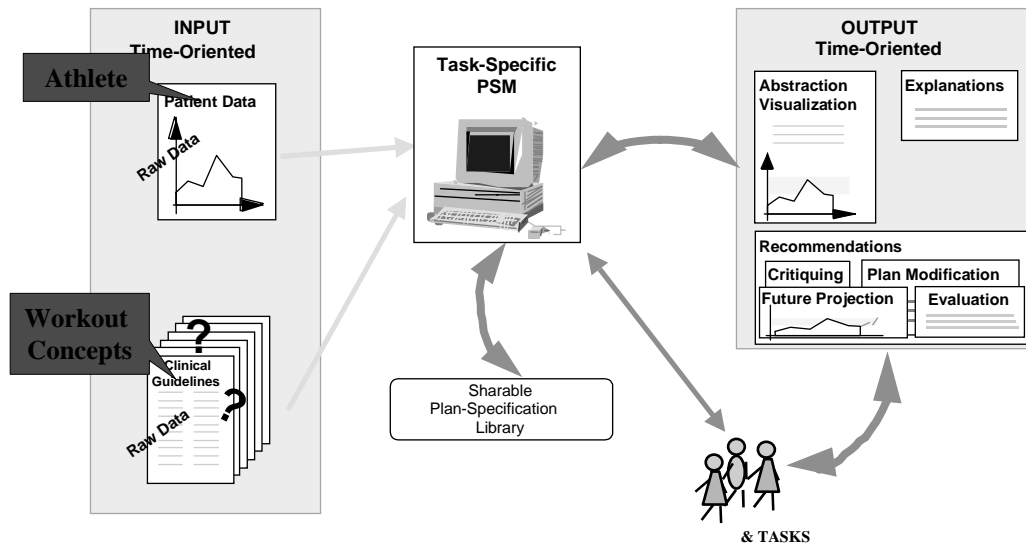 INPUT
Time-Oriented
Athlete
Patient Data
Raw Data
Workout
Concepts
?
Clinical
Guidelines
?
Raw Data
Task-Specific
PSM
Sharable
Plan-Specification
Library
OUTPUT
Time-Oriented
Abstraction
Visualization
Explanations
Recommendations
Critiquing
Plan Modification
Future Projection
Evaluation
& TASKS